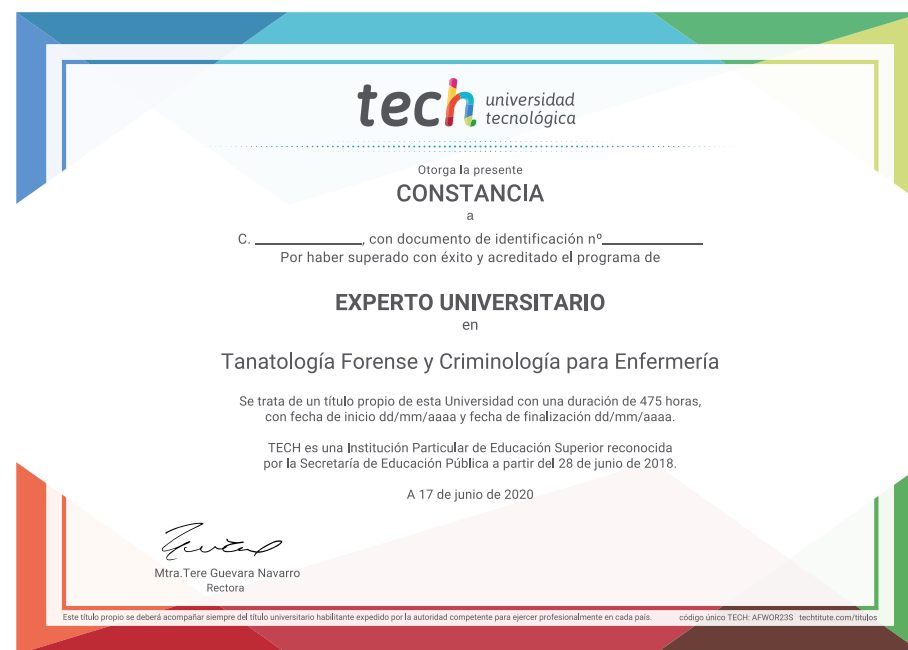 tech universidad
tecnológica
Otorga la presente
CONSTANCIA
a
C. ______________, con documento de identificación nº______________
Por haber superado con éxito y acreditado el programa de
EXPERTO UNIVERSITARIO
en
Tanatología Forense y Criminología para Enfermería
Se trata de un título propio de esta Universidad con una duración de 475 horas,
con fecha de inicio dd/mm/aaaa y fecha de finalización dd/mm/aaaa.
TECH es una Institución Particular de Educación Superior reconocida
por la Secretaría de Educación Pública a partir del 28 de junio de 2018.
A 17 de junio de 2020
Mtra.Tere Guevara Navarro
Rectora
Este título propio se deberá acompañar siempre del título universitario habilitante expedido por la autoridad competente para ejercer profesionalmente en cada país. código único TECH: AFWOR23S techtitute.com/titulos